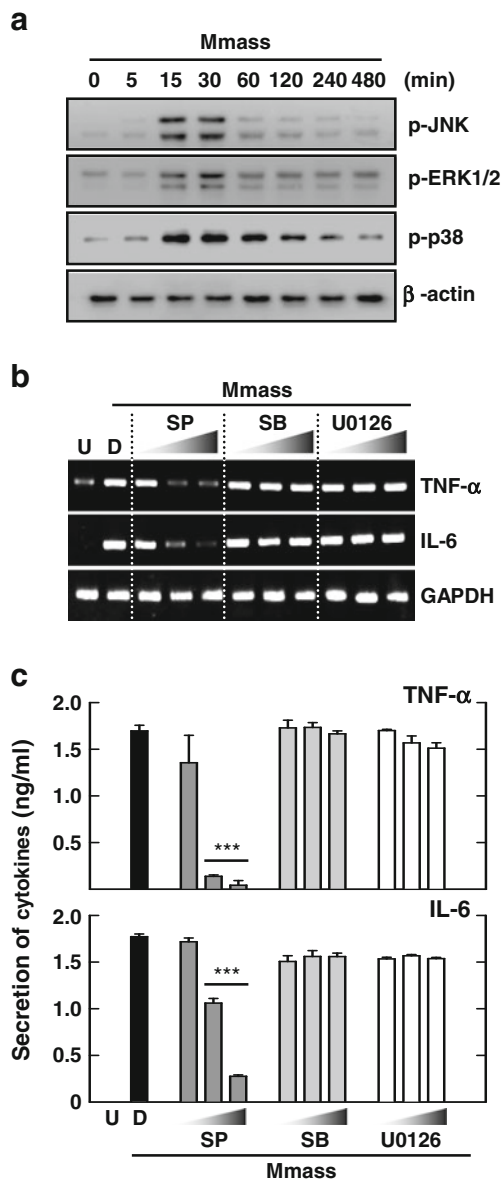 a
Mmass
0 5 15 30 60 120 240 480 (min)
p-JNK
p-ERK1/2
p-p38
β-actin
b
Mmass
SP SB U0126
U D
TNF-α
IL-6
GAPDH
c
TNF-α
2.0
1.5
1.0
0.5
***
IL-6
2.0
1.5
1.0
0.5
0
***
Secretion of cytokines (ng/ml)
U D
SP SB U0126
Mmass